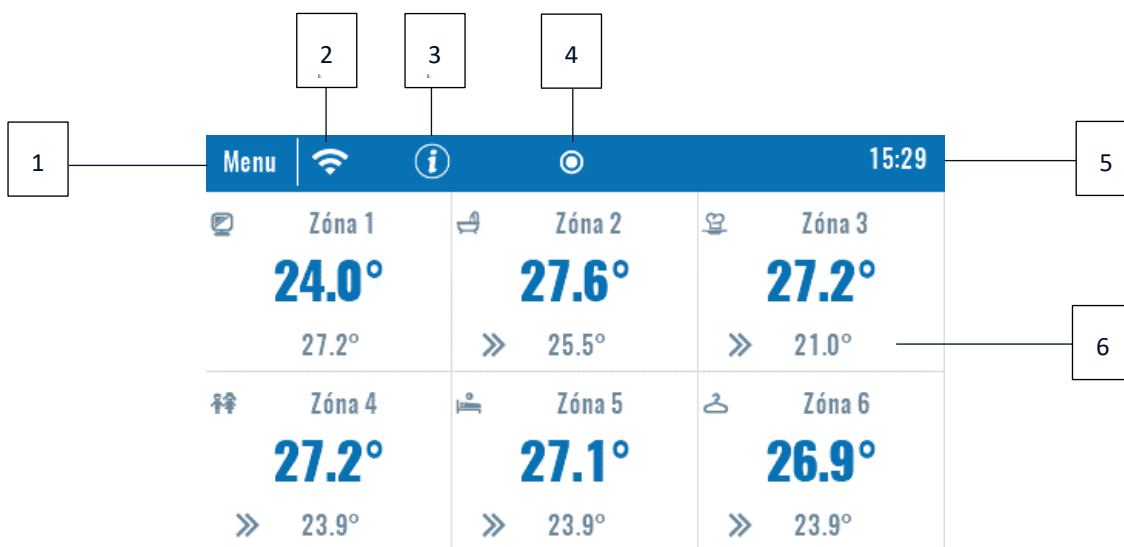 2 3 4
1 5
Menu 15:29
Zóna 1 Zóna 2 Zóna 3
24.0° 27.6° 27.2°
27.2° 25.5° 21.0°
6
Zóna 4 Zóna 5 Zóna 6
27.2° 27.1° 26.9°
23.9° 23.9° 23.9°